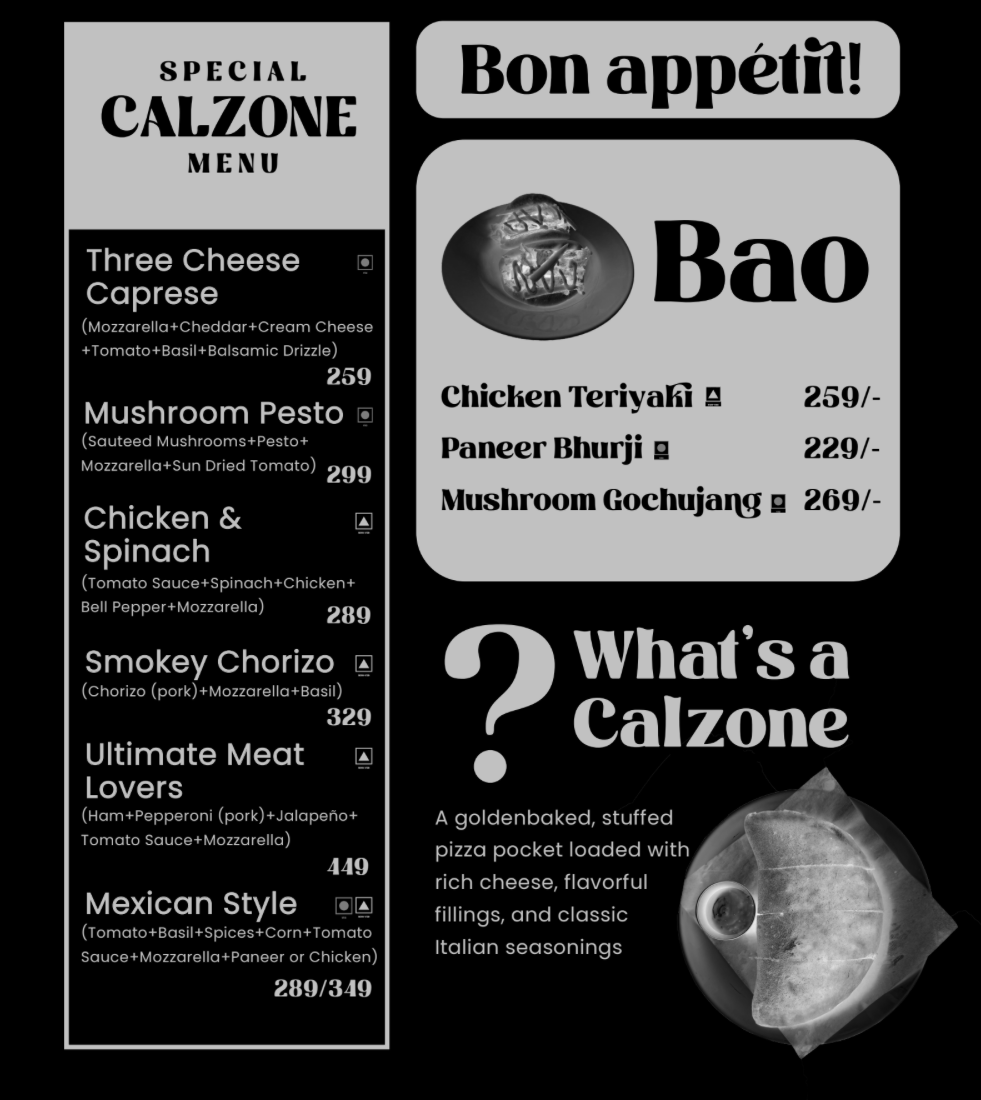 SPECIAL
CALZONE
MENU
Three Cheese
Caprese
(Mozzarella+Cheddar+Cream Cheese
+Tomato+Basil+Balsamic Drizzle)
259
Mushroom Pesto
(Sauteed Mushrooms+Pesto+
Mozzarella+Sun Dried Tomato)
299
Chicken &
Spinach
(Tomato Sauce+Spinach+Chicken+
Bell Pepper+Mozzarella)
289
Smokey Chorizo
(Chorizo (pork)+Mozzarella+Basil)
329
Ultimate Meat
Lovers
(Ham+Pepperoni (pork)+Jalapeño+
Tomato Sauce+Mozzarella)
449
Mexican Style
(Tomato+Basil+Spices+Corn+Tomato
Sauce+Mozzarella+Paneer or Chicken)
289/349
Bon appétit!
Bao
Chicken Teriyaki 259/-
Paneer Bhurji 229/-
Mushroom Gochujang 269/-
? What's a
Calzone
A goldenbaked, stuffed
pizza pocket loaded with
rich cheese, flavorful
fillings, and classic
Italian seasonings